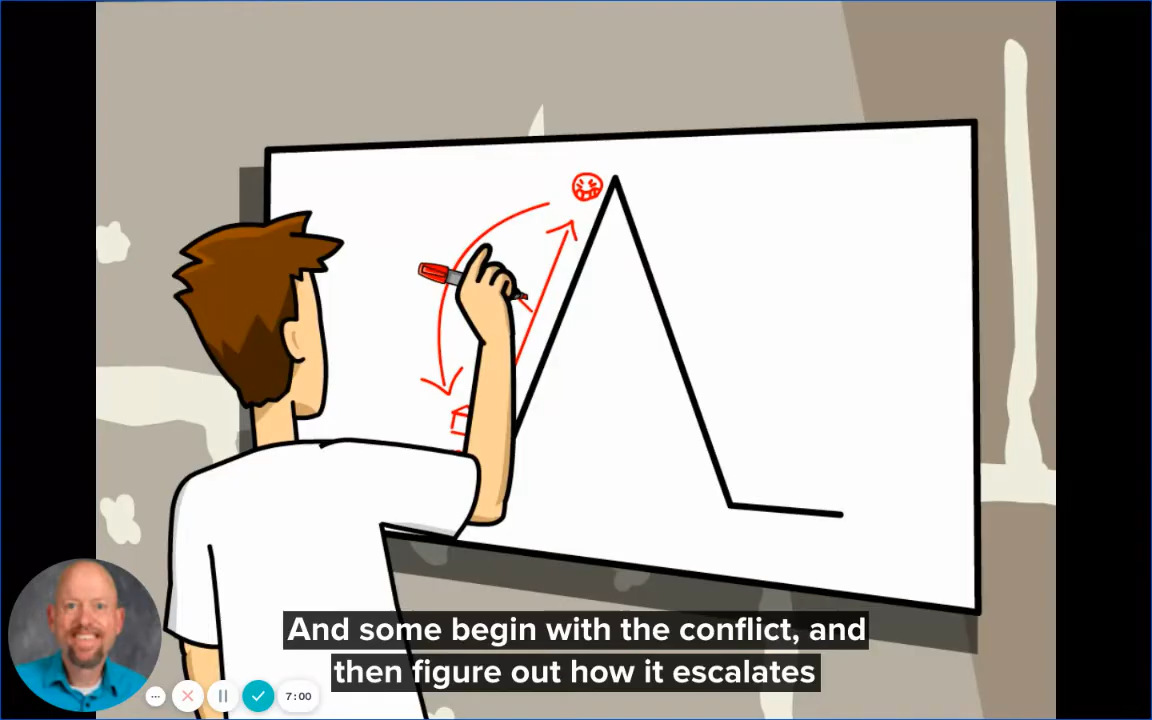 And some begin with the conflict, and
then figure out how it escalates
7:00